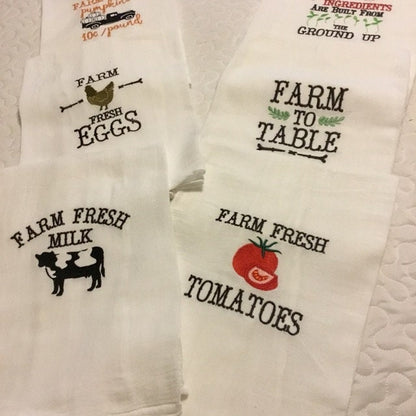 pumpkins
10¢/pound
INGREDIENTS
ARE BUILT FROM
THE
GROUND UP
FARM
FRESH
EGGS
FARM
TO
TABLE
FARM FRESH
MILK
FARM FRESH
TOMATOES